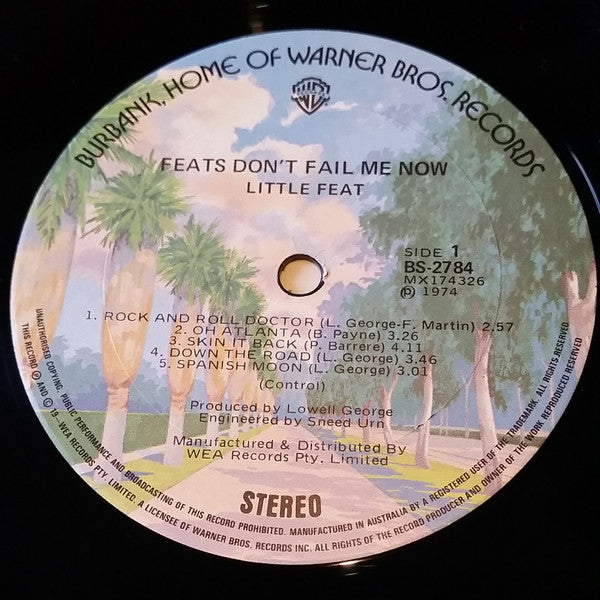 BURBANK, HOME OF WARNER BROS. RECORDS
FEATS DON'T FAIL ME NOW
LITTLE FEAT
SIDE 1
BS-2784
MX174326
Ⓟ 1974
1. ROCK AND ROLL DOCTOR (L. George-F. Martin) 2.57
2. OH ATLANTA (B. Payne) 3.26
3. SKIN IT BACK (P. Barrere) 4.11
4. DOWN THE ROAD (L. George) 3.46
5. SPANISH MOON (L. George) 3.01
(Control)
Produced by Lowell George
Engineered by Sneed Urn
Manufactured & Distributed By
WEA Records Pty. Limited
STEREO
UNAUTHORISED COPYING, PUBLIC PERFORMANCE AND BROADCASTING OF THIS RECORD PROHIBITED. MANUFACTURED IN AUSTRALIA BY A REGISTERED USER OF THE TRADEMARK. ALL RIGHTS RESERVED
THIS RECORD Ⓟ AND © 19 - WEA RECORDS PTY. LIMITED. A LICENSEE OF WARNER BROS. RECORDS INC. ALL RIGHTS OF THE RECORD PRODUCER AND OWNER OF THE WORK RESERVED.